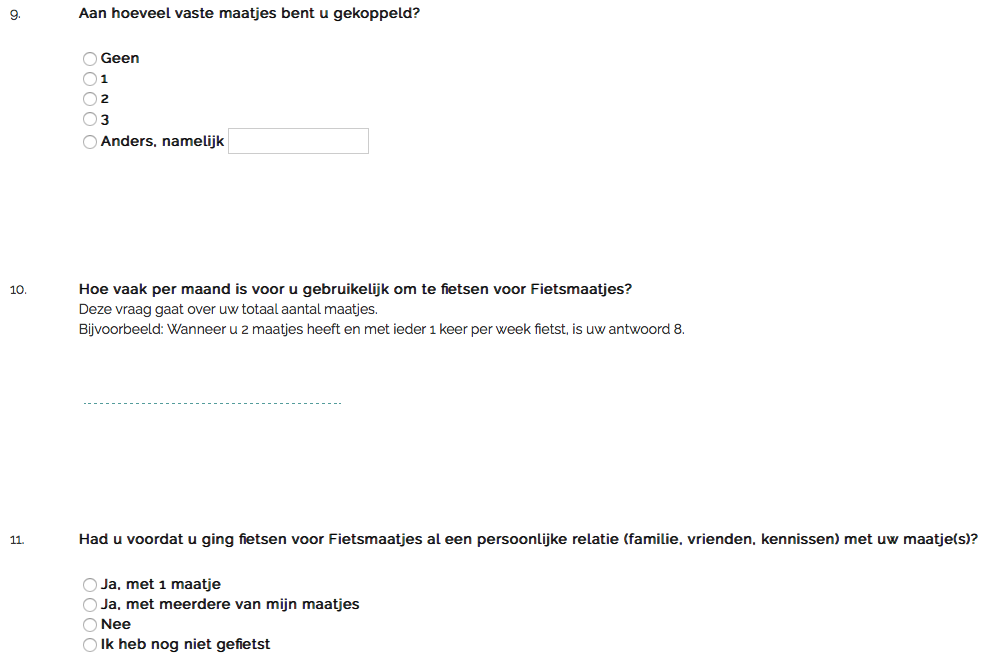 9. Aan hoeveel vaste maatjes bent u gekoppeld?
Geen
1
2
3
Anders, namelijk
10. Hoe vaak per maand is voor u gebruikelijk om te fietsen voor Fietsmaatjes?
Deze vraag gaat over uw totaal aantal maatjes.
Bijvoorbeeld: Wanneer u 2 maatjes heeft en met ieder 1 keer per week fietst, is uw antwoord 8.
11. Had u voordat u ging fietsen voor Fietsmaatjes al een persoonlijke relatie (familie, vrienden, kennissen) met uw maatje(s)?
Ja, met 1 maatje
Ja, met meerdere van mijn maatjes
Nee
Ik heb nog niet gefietst